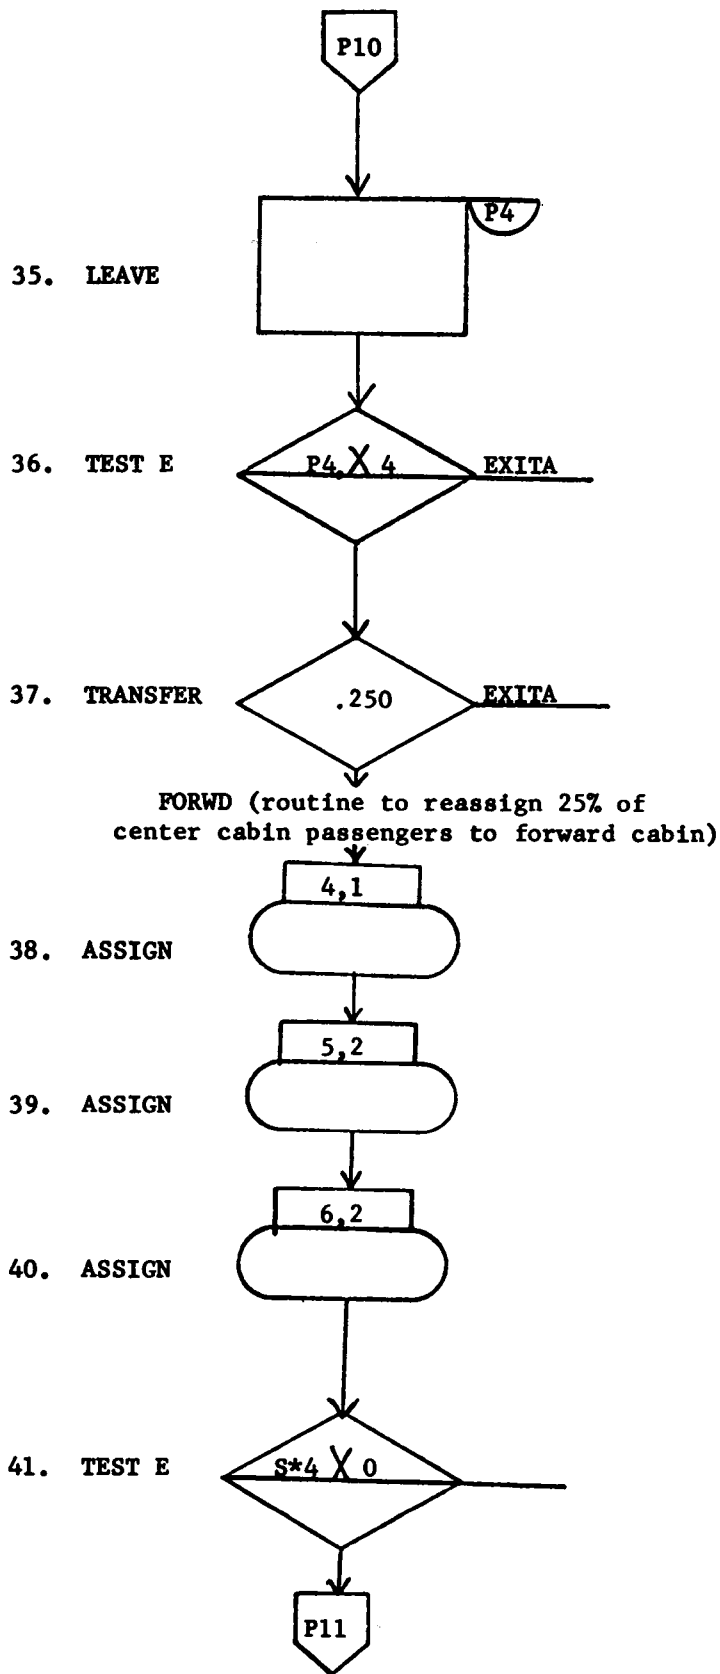 P10
P4
35. LEAVE
36. TEST E
P4, X 4
EXITA
37. TRANSFER
.250
EXITA
FORWD (routine to reassign 25% of
center cabin passengers to forward cabin)
4,1
38. ASSIGN
5,2
39. ASSIGN
6,2
40. ASSIGN
41. TEST E
S*4 X 0
P11